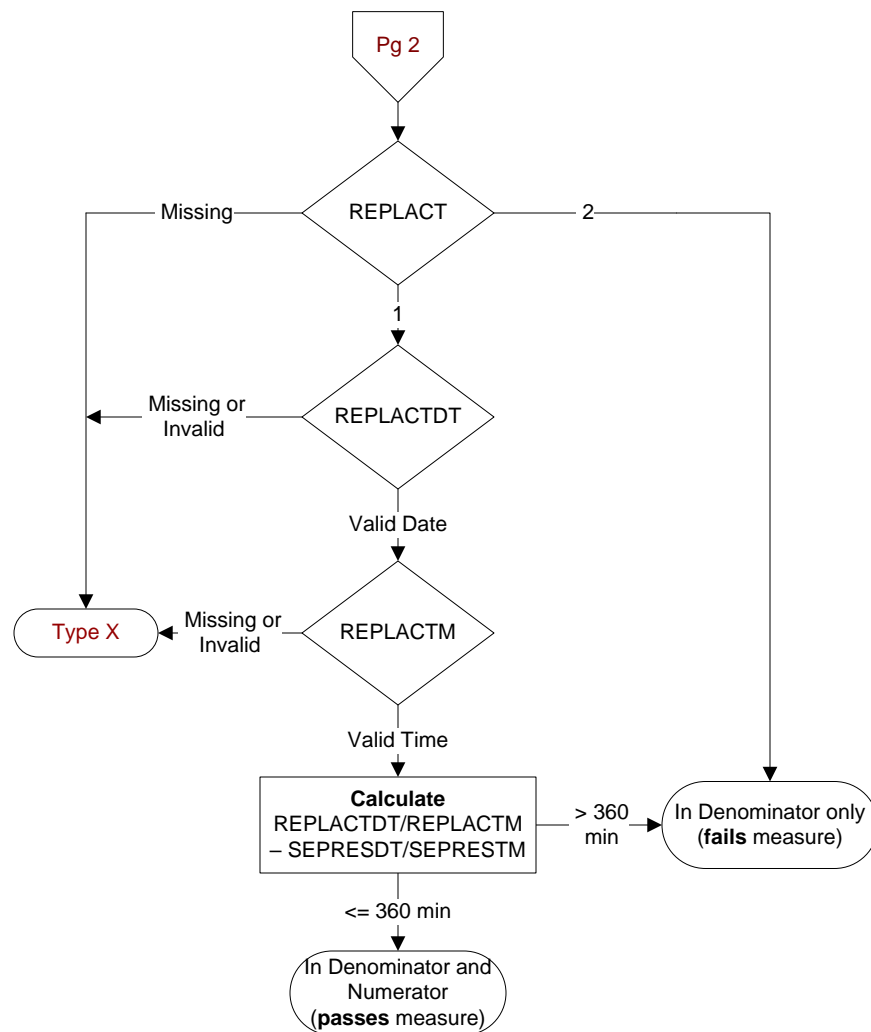 Pg 2
REPLACT
Missing
2
1
REPLACTDT
Missing or
Invalid
Valid Date
REPLACTM
Missing or
Invalid
Type X
Valid Time
Calculate
REPLACTDT/REPLACTM
– SEPRESDT/SEPRESTM
> 360
min
In Denominator only
(fails measure)
<= 360 min
In Denominator and
Numerator
(passes measure)